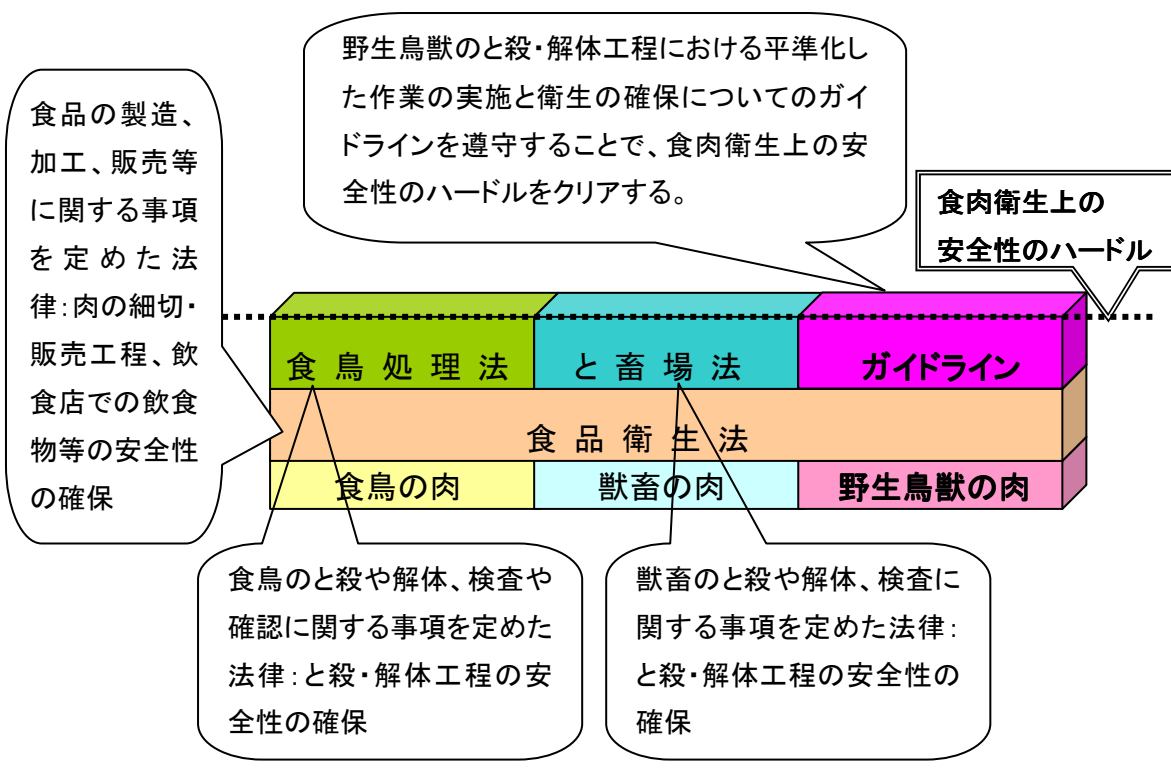 野生鳥獣のと殺・解体工程における平準化し
た作業の実施と衛生の確保についてのガイ
ドラインを遵守することで、食肉衛生上の安
全性のハードルをクリアする。
食品の製造、
加工、販売等
に関する事項
を定めた法
律:肉の細切・
販売工程、飲
食店での飲食
物等の安全性
の確保
食肉衛生上の
安全性のハードル
食鳥処理法
と畜場法
ガイドライン
食品衛生法
食鳥の肉
獣畜の肉
野生鳥獣の肉
食鳥のと殺や解体、検査や
確認に関する事項を定めた
法律:と殺・解体工程の安
全性の確保
獣畜のと殺や解体、検査に
関する事項を定めた法律:
と殺・解体工程の安全性の
確保